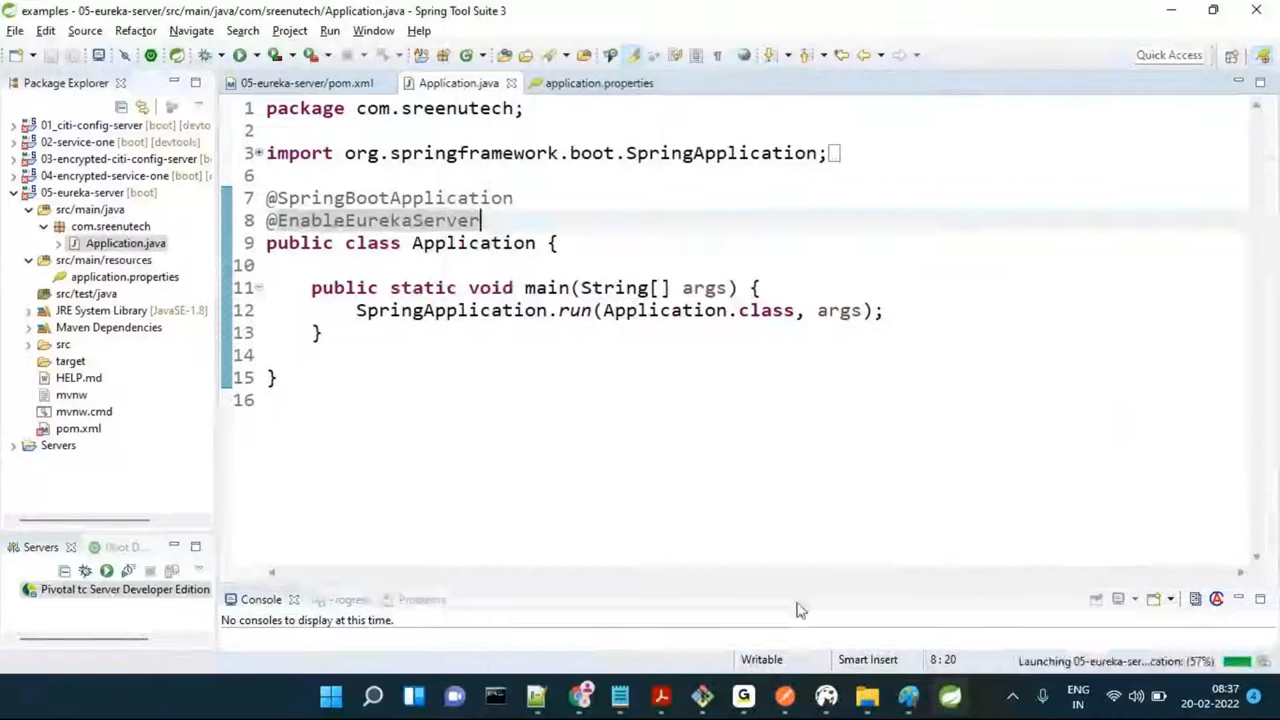 examples - 05-eureka-server/src/main/java/com/sreenutech/Application.java - Spring Tool Suite 3
File Edit Source Refactor Navigate Search Project Run Window Help
Quick Access
Package Explorer
05-eureka-server/pom.xml
Application.java
application.properties
01_citi-config-server [boot] [devto
02-service-one [boot] [devtools]
03-encrypted-citi-config-server [bo
04-encrypted-service-one [boot]
05-eureka-server [boot]
src/main/java
com.sreenutech
Application.java
src/main/resources
application.properties
src/test/java
JRE System Library [JavaSE-1.8]
Maven Dependencies
src
target
HELP.md
mvnw
mvnw.cmd
pom.xml
Servers
1 package com.sreenutech;
2
3 import org.springframework.boot.SpringApplication;
6
7 @SpringBootApplication
8 @EnableEurekaServer
9 public class Application {
10
11 public static void main(String[] args) {
12 SpringApplication.run(Application.class, args);
13 }
14
15 }
16
Servers
Pivotal tc Server Developer Edition
Console
Problems
No consoles to display at this time.
Writable
Smart Insert
8 : 20
Launching 05-eureka-ser...cation: (57%)
ENG
IN
08:37
20-02-2022